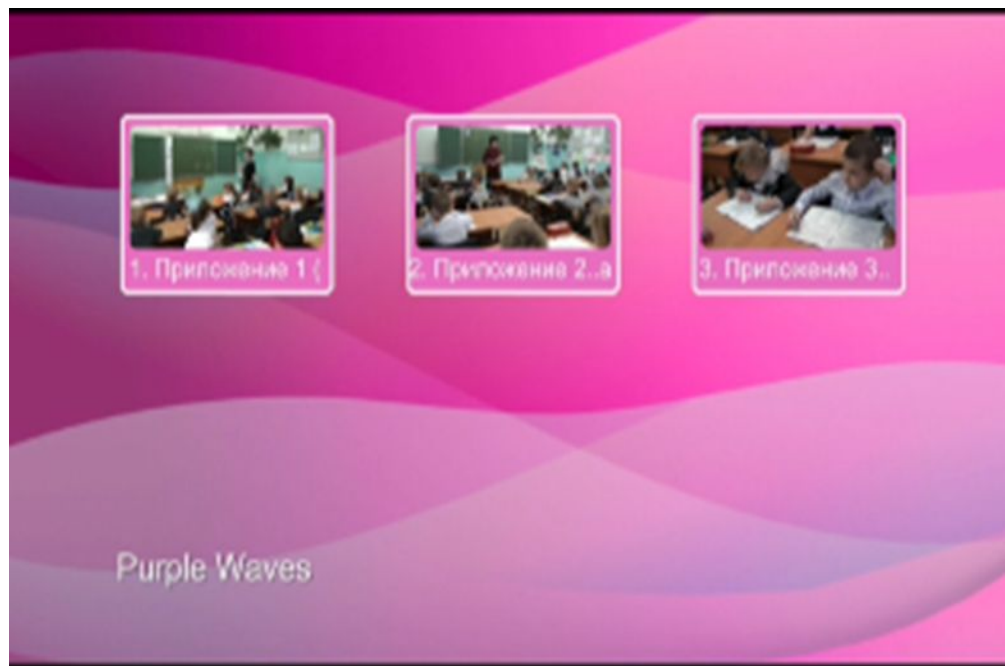 1. Приложение 1 (
2. Приложение 2..а
3. Приложение 3..
Purple Waves